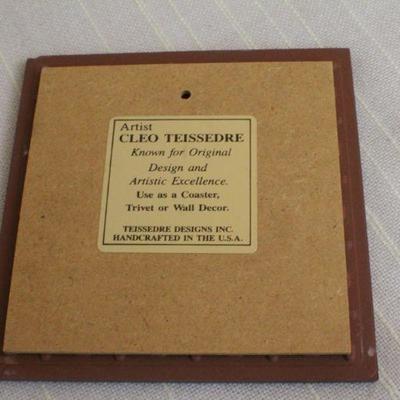 Artist
CLEO TEISSEDRE
Known for Original
Design and
Artistic Excellence.
Use as a Coaster,
Trivet or Wall Decor.
TEISSEDRE DESIGNS INC.
HANDCRAFTED IN THE U.S.A.